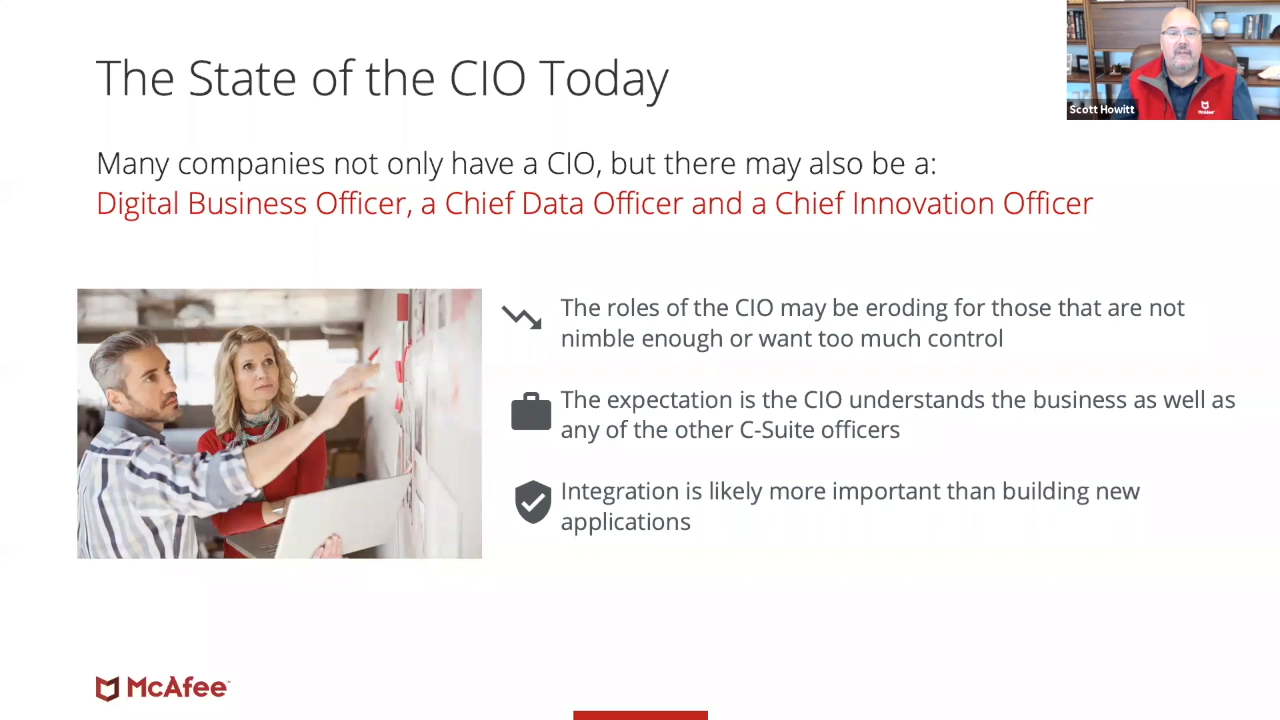 The State of the CIO Today
Scott Howitt
McAfee
Many companies not only have a CIO, but there may also be a:
Digital Business Officer, a Chief Data Officer and a Chief Innovation Officer
The roles of the CIO may be eroding for those that are not
nimble enough or want too much control
The expectation is the CIO understands the business as well as
any of the other C-Suite officers
Integration is likely more important than building new
applications
McAfee